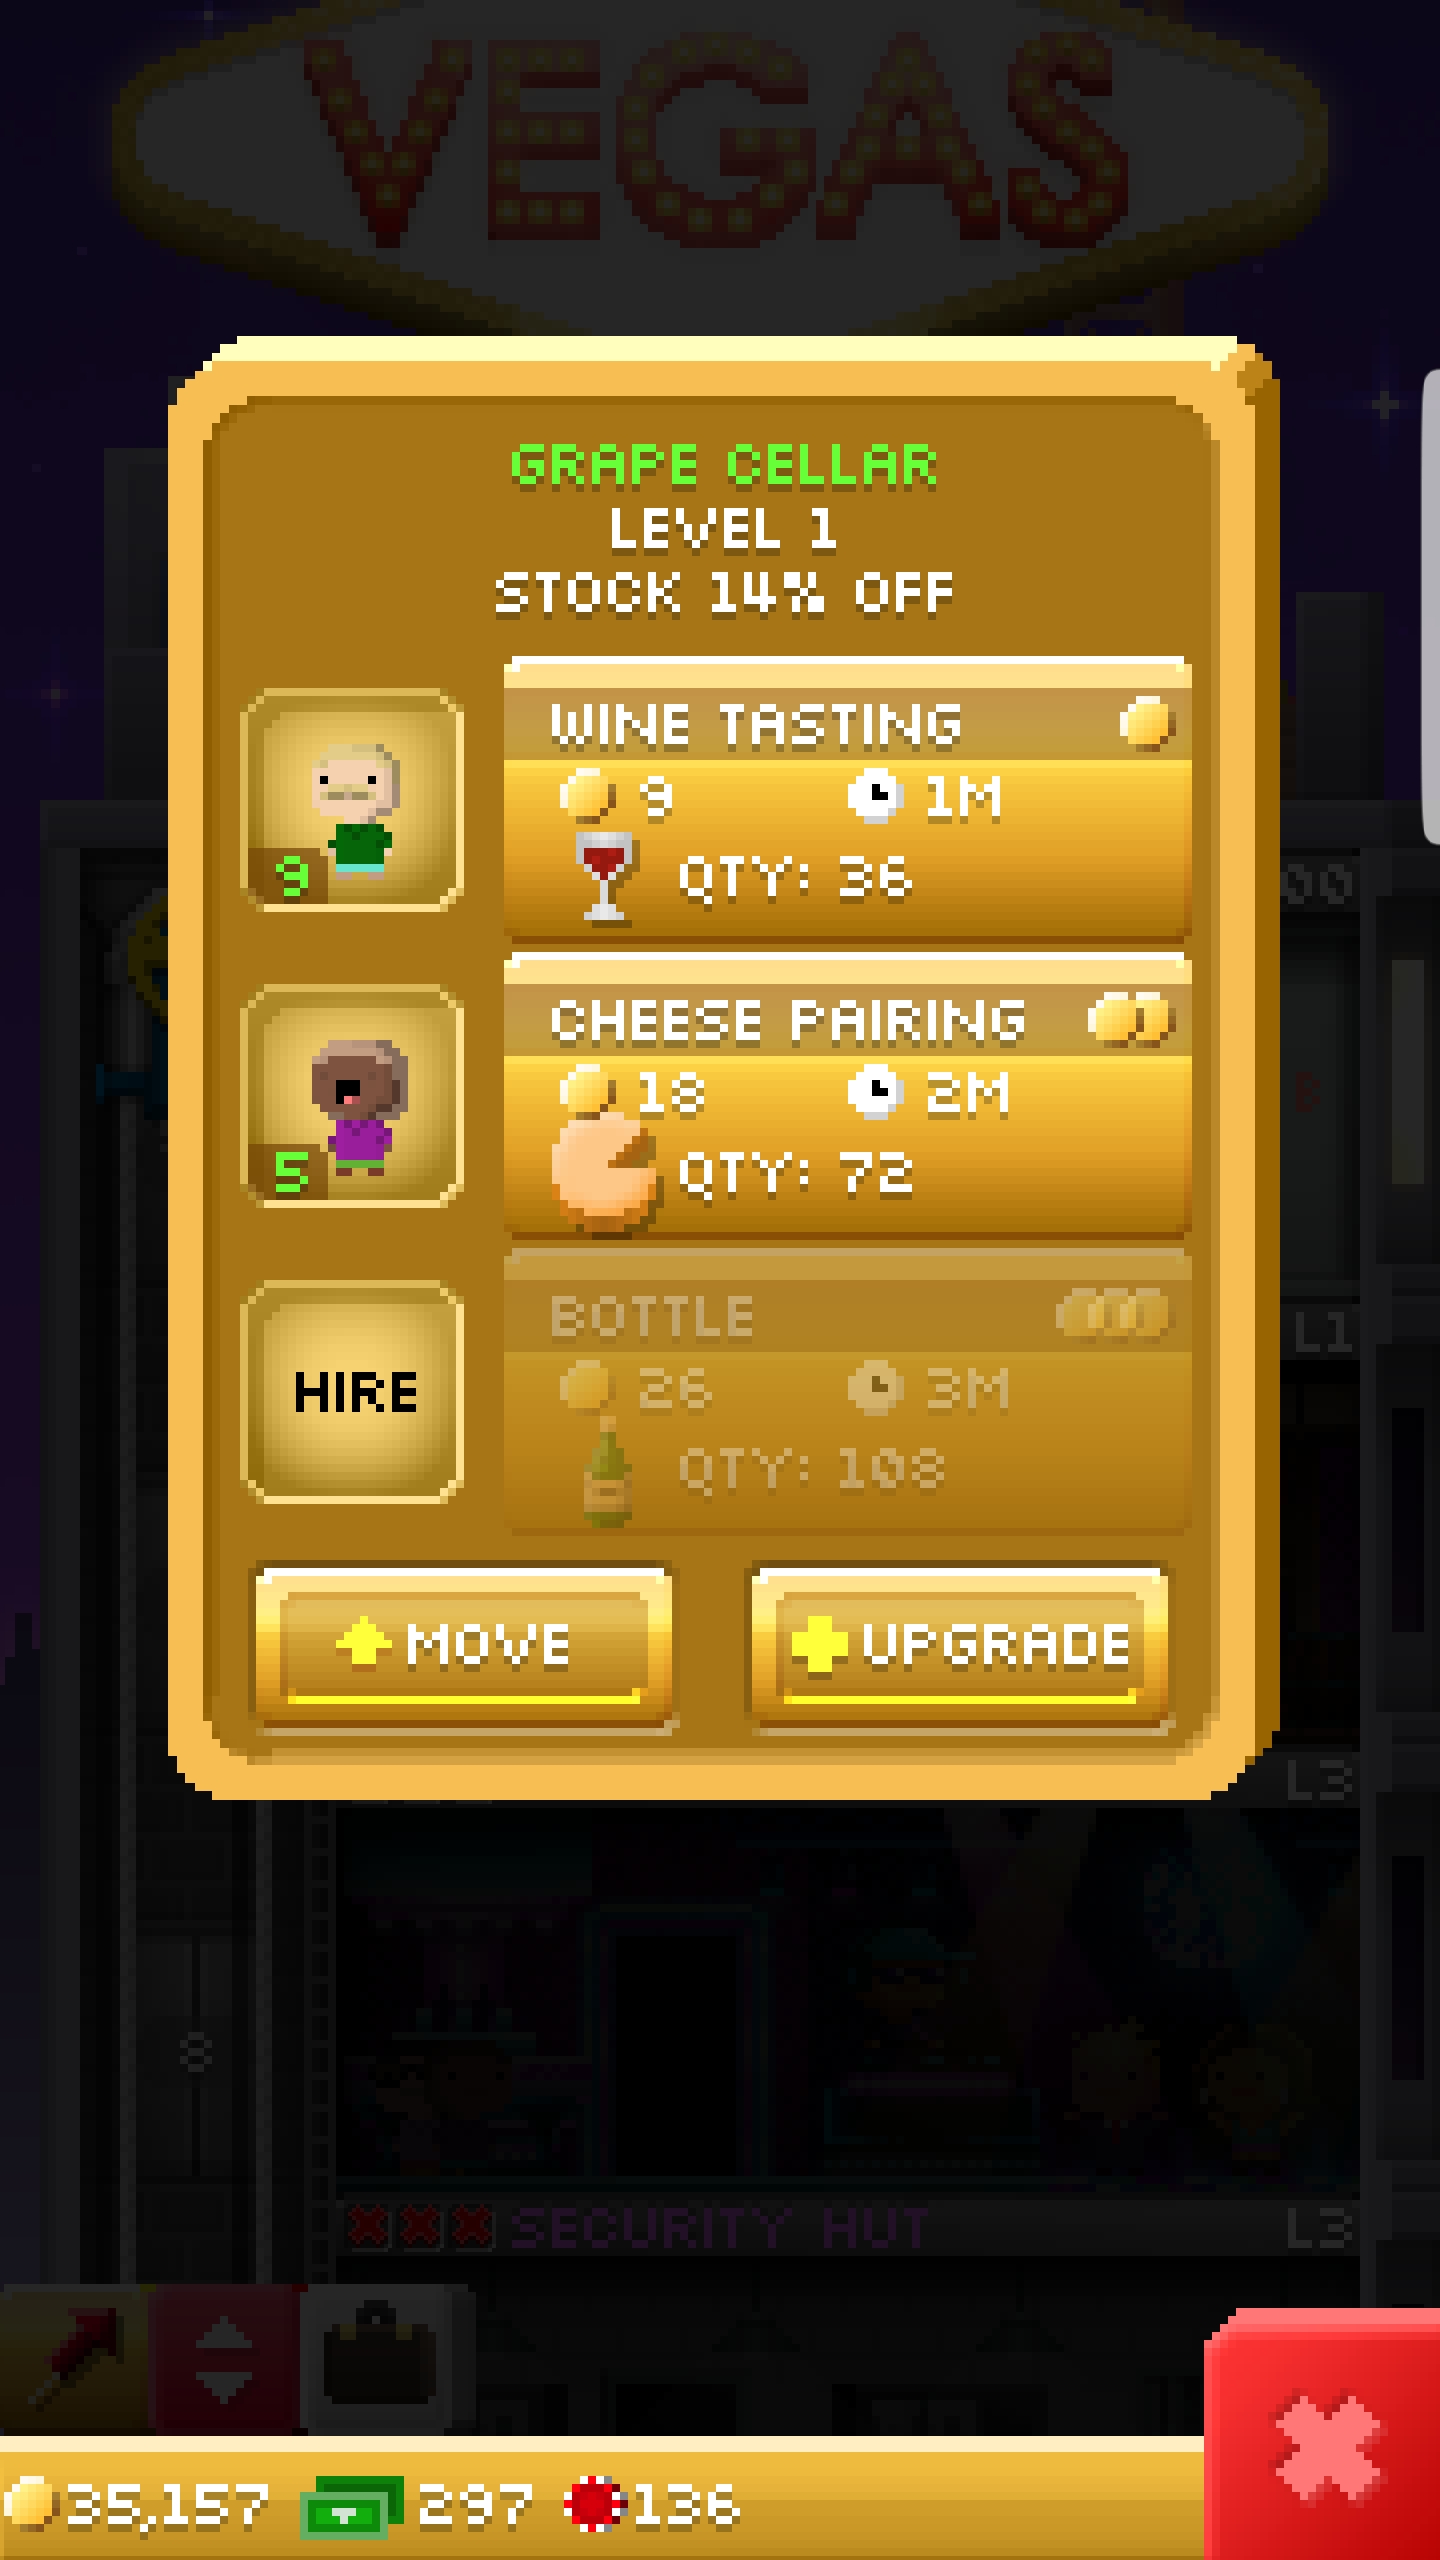 VEGAS
GRAPE CELLAR
LEVEL 1
STOCK 14% OFF
WINE TASTING
9 1M
9 QTY: 36
00
CHEESE PAIRING
18 2M
B
5 QTY: 72
BOTTLE
L1
26 3M
HIRE
QTY: 108
MOVE UPGRADE
L3
8
SECURITY HUT L3
35,157 297 136